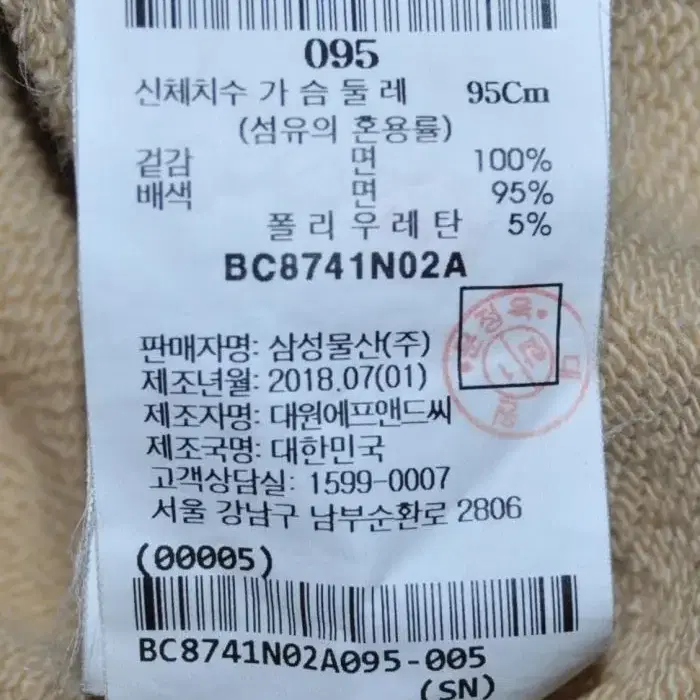 095
신체치수 가 슴 둘 레 95Cm
(섬유의 혼용률)
겉감 면 100%
배색 면 95%
폴 리 우 레 탄 5%
BC8741N02A
판매자명: 삼성물산(주)
제조년월: 2018.07(01)
제조자명: 대원에프앤드씨
제조국명: 대한민국
고객상담실: 1599-0007
서울 강남구 남부순환로 2806
(00005)
BC8741N02A095-005
(SN)